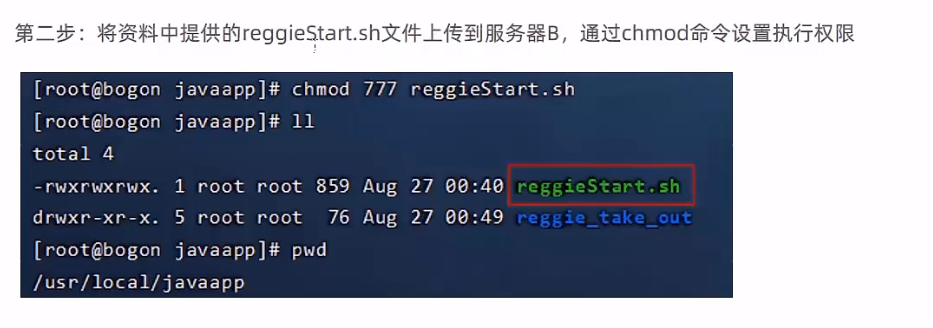 第二步：将资料中提供的reggieStart.sh文件上传到服务器B，通过chmod命令设置执行权限
[root@bogon javaapp]# chmod 777 reggieStart.sh
[root@bogon javaapp]# ll
total 4
-rwxrwxrwx. 1 root root 859 Aug 27 00:40 reggieStart.sh
drwxr-xr-x. 5 root root  76 Aug 27 00:49 reggie_take_out
[root@bogon javaapp]# pwd
/usr/local/javaapp